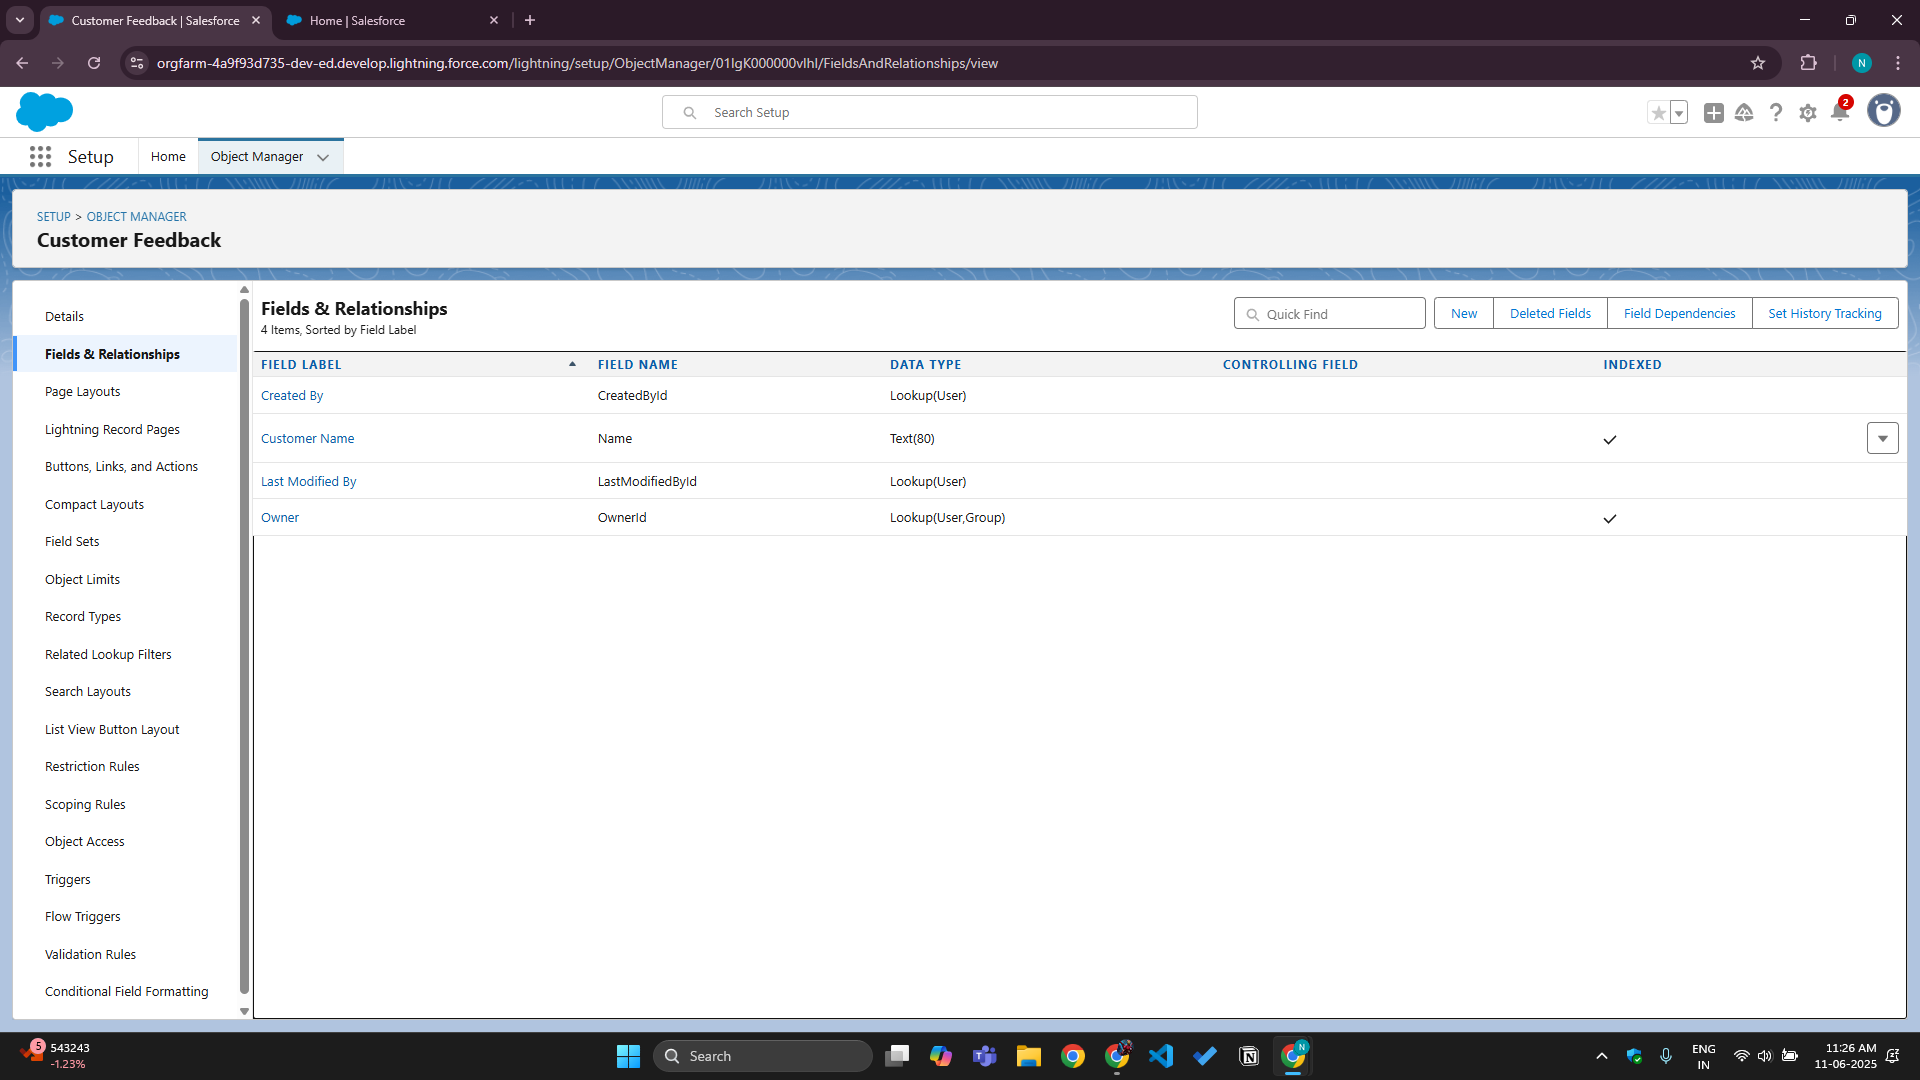 Customer Feedback | Salesforce
Home | Salesforce
orgfarm-4a9f93d735-dev-ed.develop.lightning.force.com/lightning/setup/ObjectManager/01IgK000000vlhl/FieldsAndRelationships/view
N
Search Setup
2
Setup
Home
Object Manager
SETUP > OBJECT MANAGER
Customer Feedback
Details
Fields & Relationships
Page Layouts
Lightning Record Pages
Buttons, Links, and Actions
Compact Layouts
Field Sets
Object Limits
Record Types
Related Lookup Filters
Search Layouts
List View Button Layout
Restriction Rules
Scoping Rules
Object Access
Triggers
Flow Triggers
Validation Rules
Conditional Field Formatting
Fields & Relationships
4 Items, Sorted by Field Label
Quick Find
New
Deleted Fields
Field Dependencies
Set History Tracking
FIELD LABEL FIELD NAME DATA TYPE CONTROLLING FIELD INDEXED
Created By CreatedById Lookup(User)
Customer Name Name Text(80)
Last Modified By LastModifiedById Lookup(User)
Owner OwnerId Lookup(User,Group)
5
543243
-1.23%
Search
N
ENG
IN
11:26 AM
11-06-2025